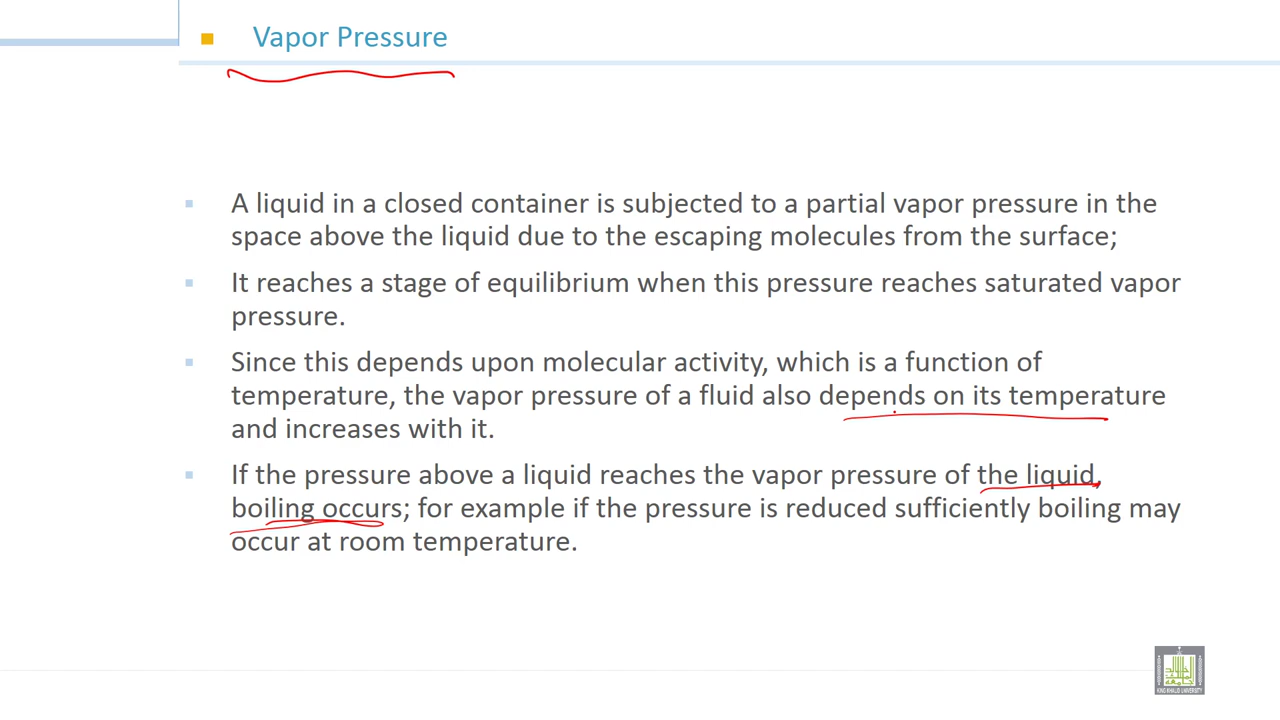 Vapor Pressure
A liquid in a closed container is subjected to a partial vapor pressure in the
space above the liquid due to the escaping molecules from the surface;
It reaches a stage of equilibrium when this pressure reaches saturated vapor
pressure.
Since this depends upon molecular activity, which is a function of
temperature, the vapor pressure of a fluid also depends on its temperature
and increases with it.
If the pressure above a liquid reaches the vapor pressure of the liquid,
boiling occurs; for example if the pressure is reduced sufficiently boiling may
occur at room temperature.
KING KHALID UNIVERSITY